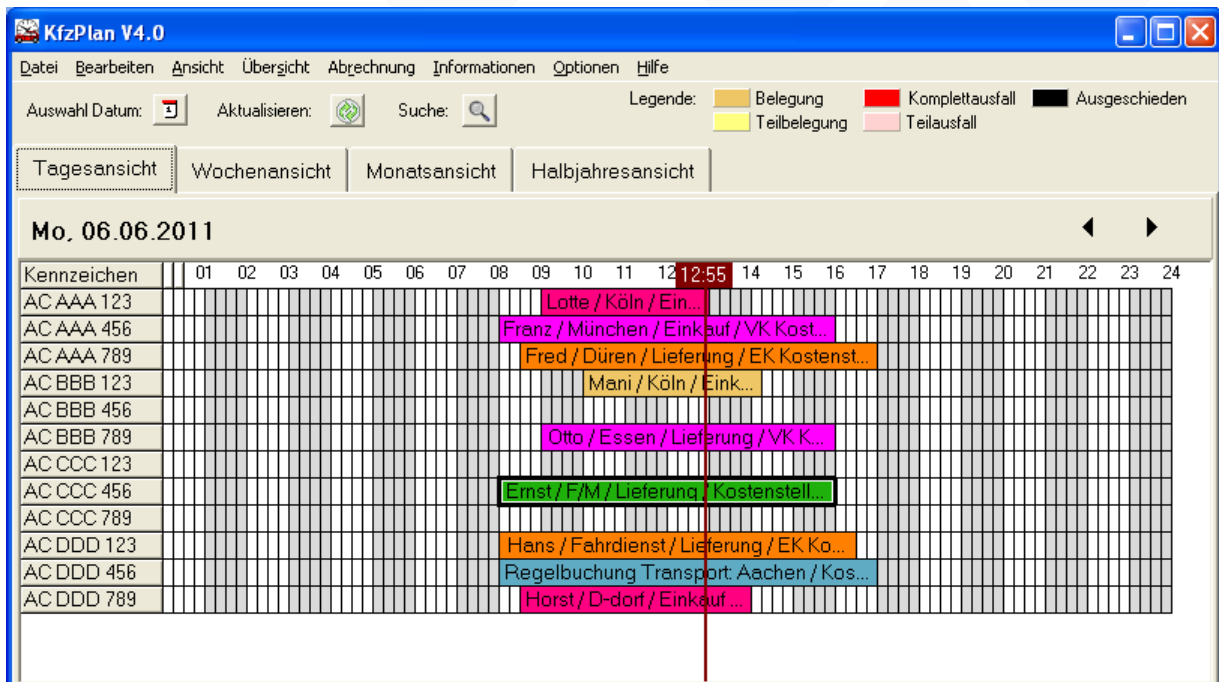 KfzPlan V4.0
Datei Bearbeiten Ansicht Übersicht Abrechnung Informationen Optionen Hilfe
Auswahl Datum: 1 Aktualisieren: Suche: Legende: Belegung Komplettausfall Ausgeschieden
Teilbelegung Teilausfall
Tagesansicht Wochenansicht Monatsansicht Halbjahresansicht
Mo, 06.06.2011
Kennzeichen 01 02 03 04 05 06 07 08 09 10 11 12 12:55 14 15 16 17 18 19 20 21 22 23 24
AC AAA 123 Lotte / Köln / Ein...
AC AAA 456 Franz / München / Einkauf / VK Kost...
AC AAA 789 Fred / Düren / Lieferung / EK Kostenst...
AC BBB 123 Mani / Köln / Eink...
AC BBB 456
AC BBB 789 Otto / Essen / Lieferung / VK K...
AC CCC 123
AC CCC 456 Ernst / F/M / Lieferung / Kostenstell...
AC CCC 789
AC DDD 123 Hans / Fahrdienst / Lieferung / EK Ko...
AC DDD 456 Regelbuchung Transport: Aachen / Kos...
AC DDD 789 Horst / D-dorf / Einkauf ...